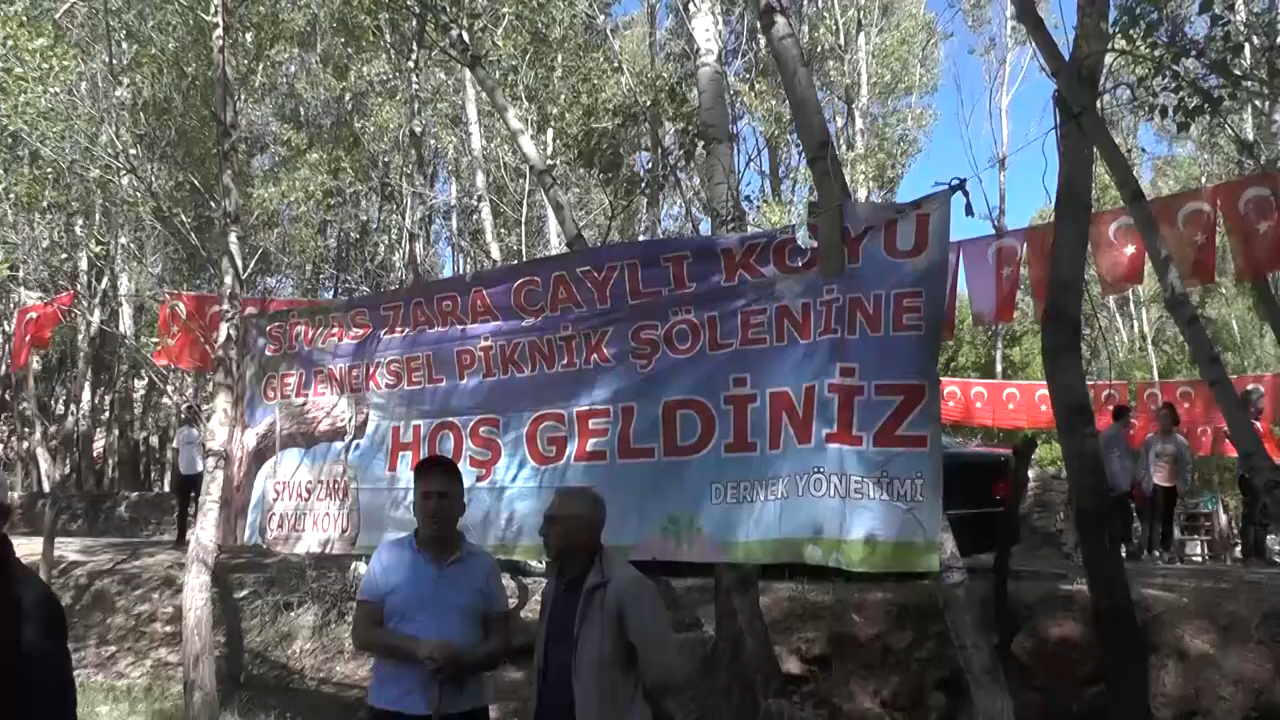 SİVAS ZARA ÇAYLI KÖYÜ
GELENEKSEL PİKNİK ŞÖLENİNE
HOŞ GELDİNİZ
DERNEK YÖNETİMİ
SİVAS ZARA
ÇAYLI KÖYÜ